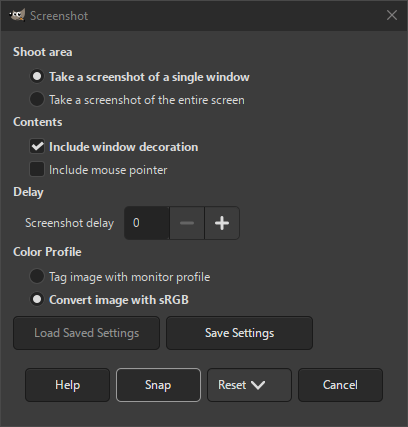 Screenshot
Shoot area
Take a screenshot of a single window
Take a screenshot of the entire screen
Contents
Include window decoration
Include mouse pointer
Delay
Screenshot delay 0
Color Profile
Tag image with monitor profile
Convert image with sRGB
Load Saved Settings Save Settings
Help Snap Reset Cancel